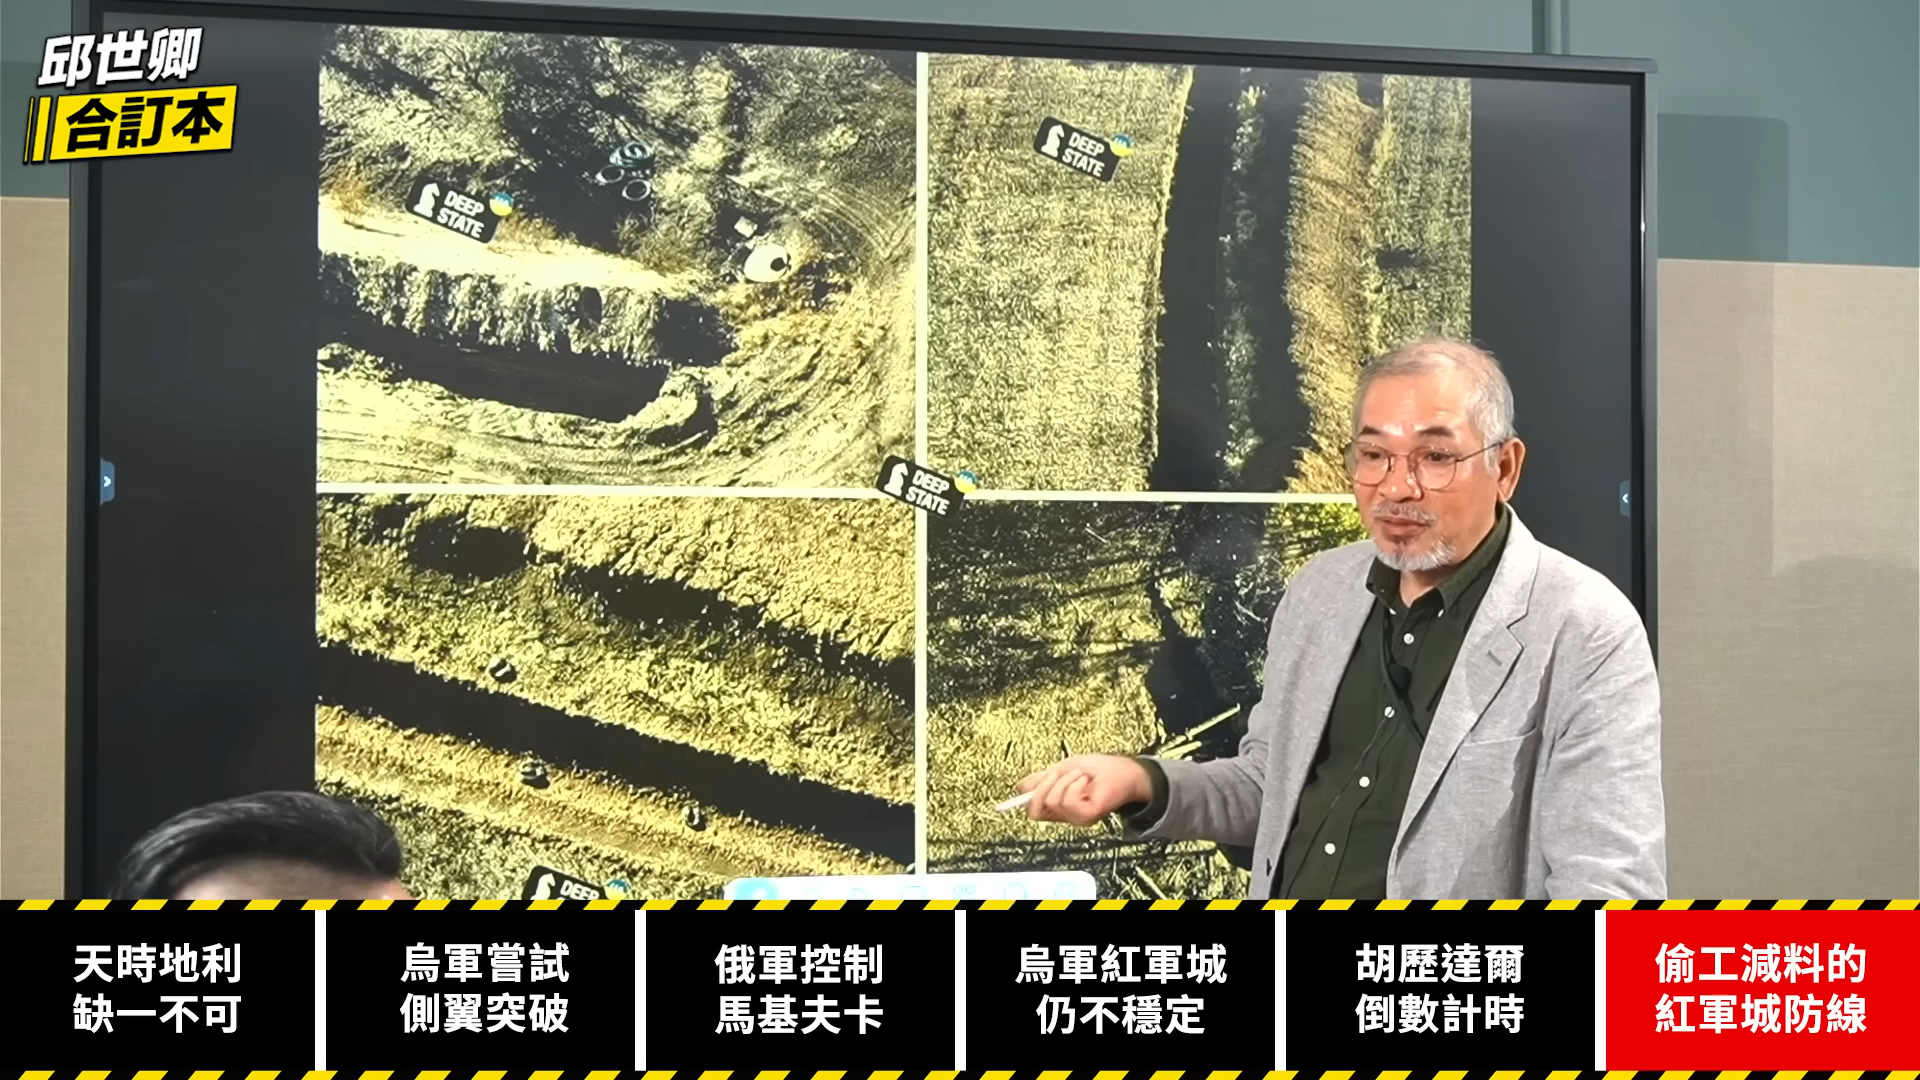 邱世卿
合訂本
DEEP
STATE
DEEP
STATE
DEEP
STATE
DEEP
天時地利
缺一不可
烏軍嘗試
側翼突破
俄軍控制
馬基夫卡
烏軍紅軍城
仍不穩定
胡歷達爾
倒數計時
偷工減料的
紅軍城防線